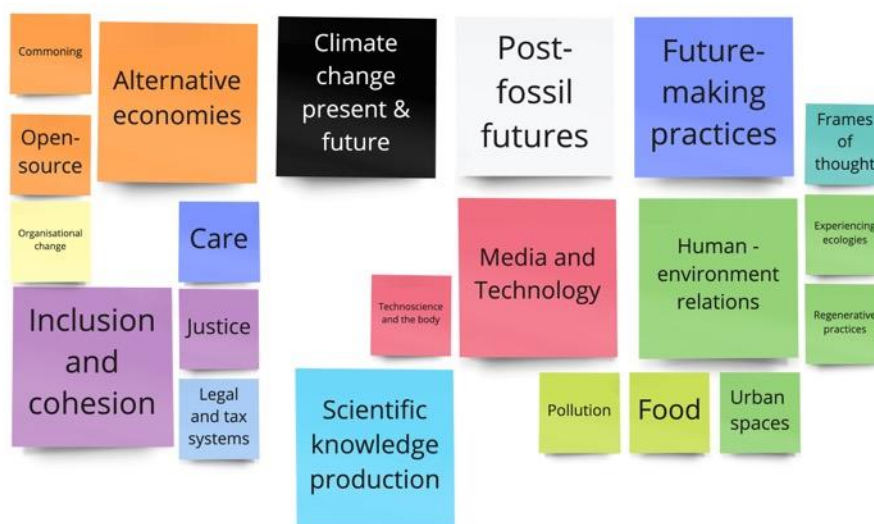 Commoning
Alternative
economies
Climate
change
present &
future
Post-
fossil
futures
Future-
making
practices
Open-
source
Frames
of
thought
Organisational
change
Care
Media and
Technology
Human -
environment
relations
Experiencing
ecologies
Technoscience
and the body
Regenerative
practices
Inclusion
and
cohesion
Justice
Legal
and tax
systems
Scientific
knowledge
production
Pollution
Food
Urban
spaces